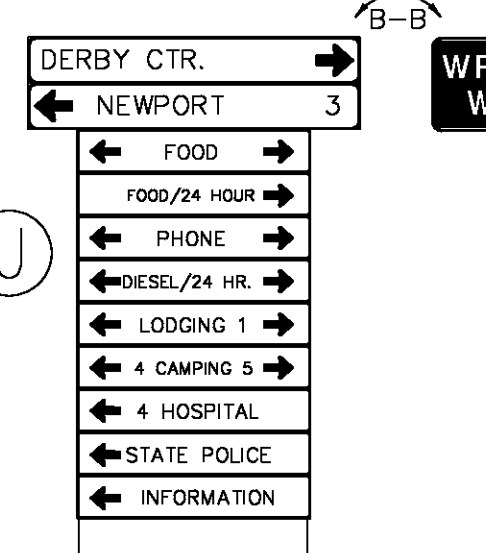 B-B
DERBY CTR.
NEWPORT 3
FOOD
FOOD/24 HOUR
PHONE
DIESEL/24 HR.
LODGING 1
4 CAMPING 5
4 HOSPITAL
STATE POLICE
INFORMATION